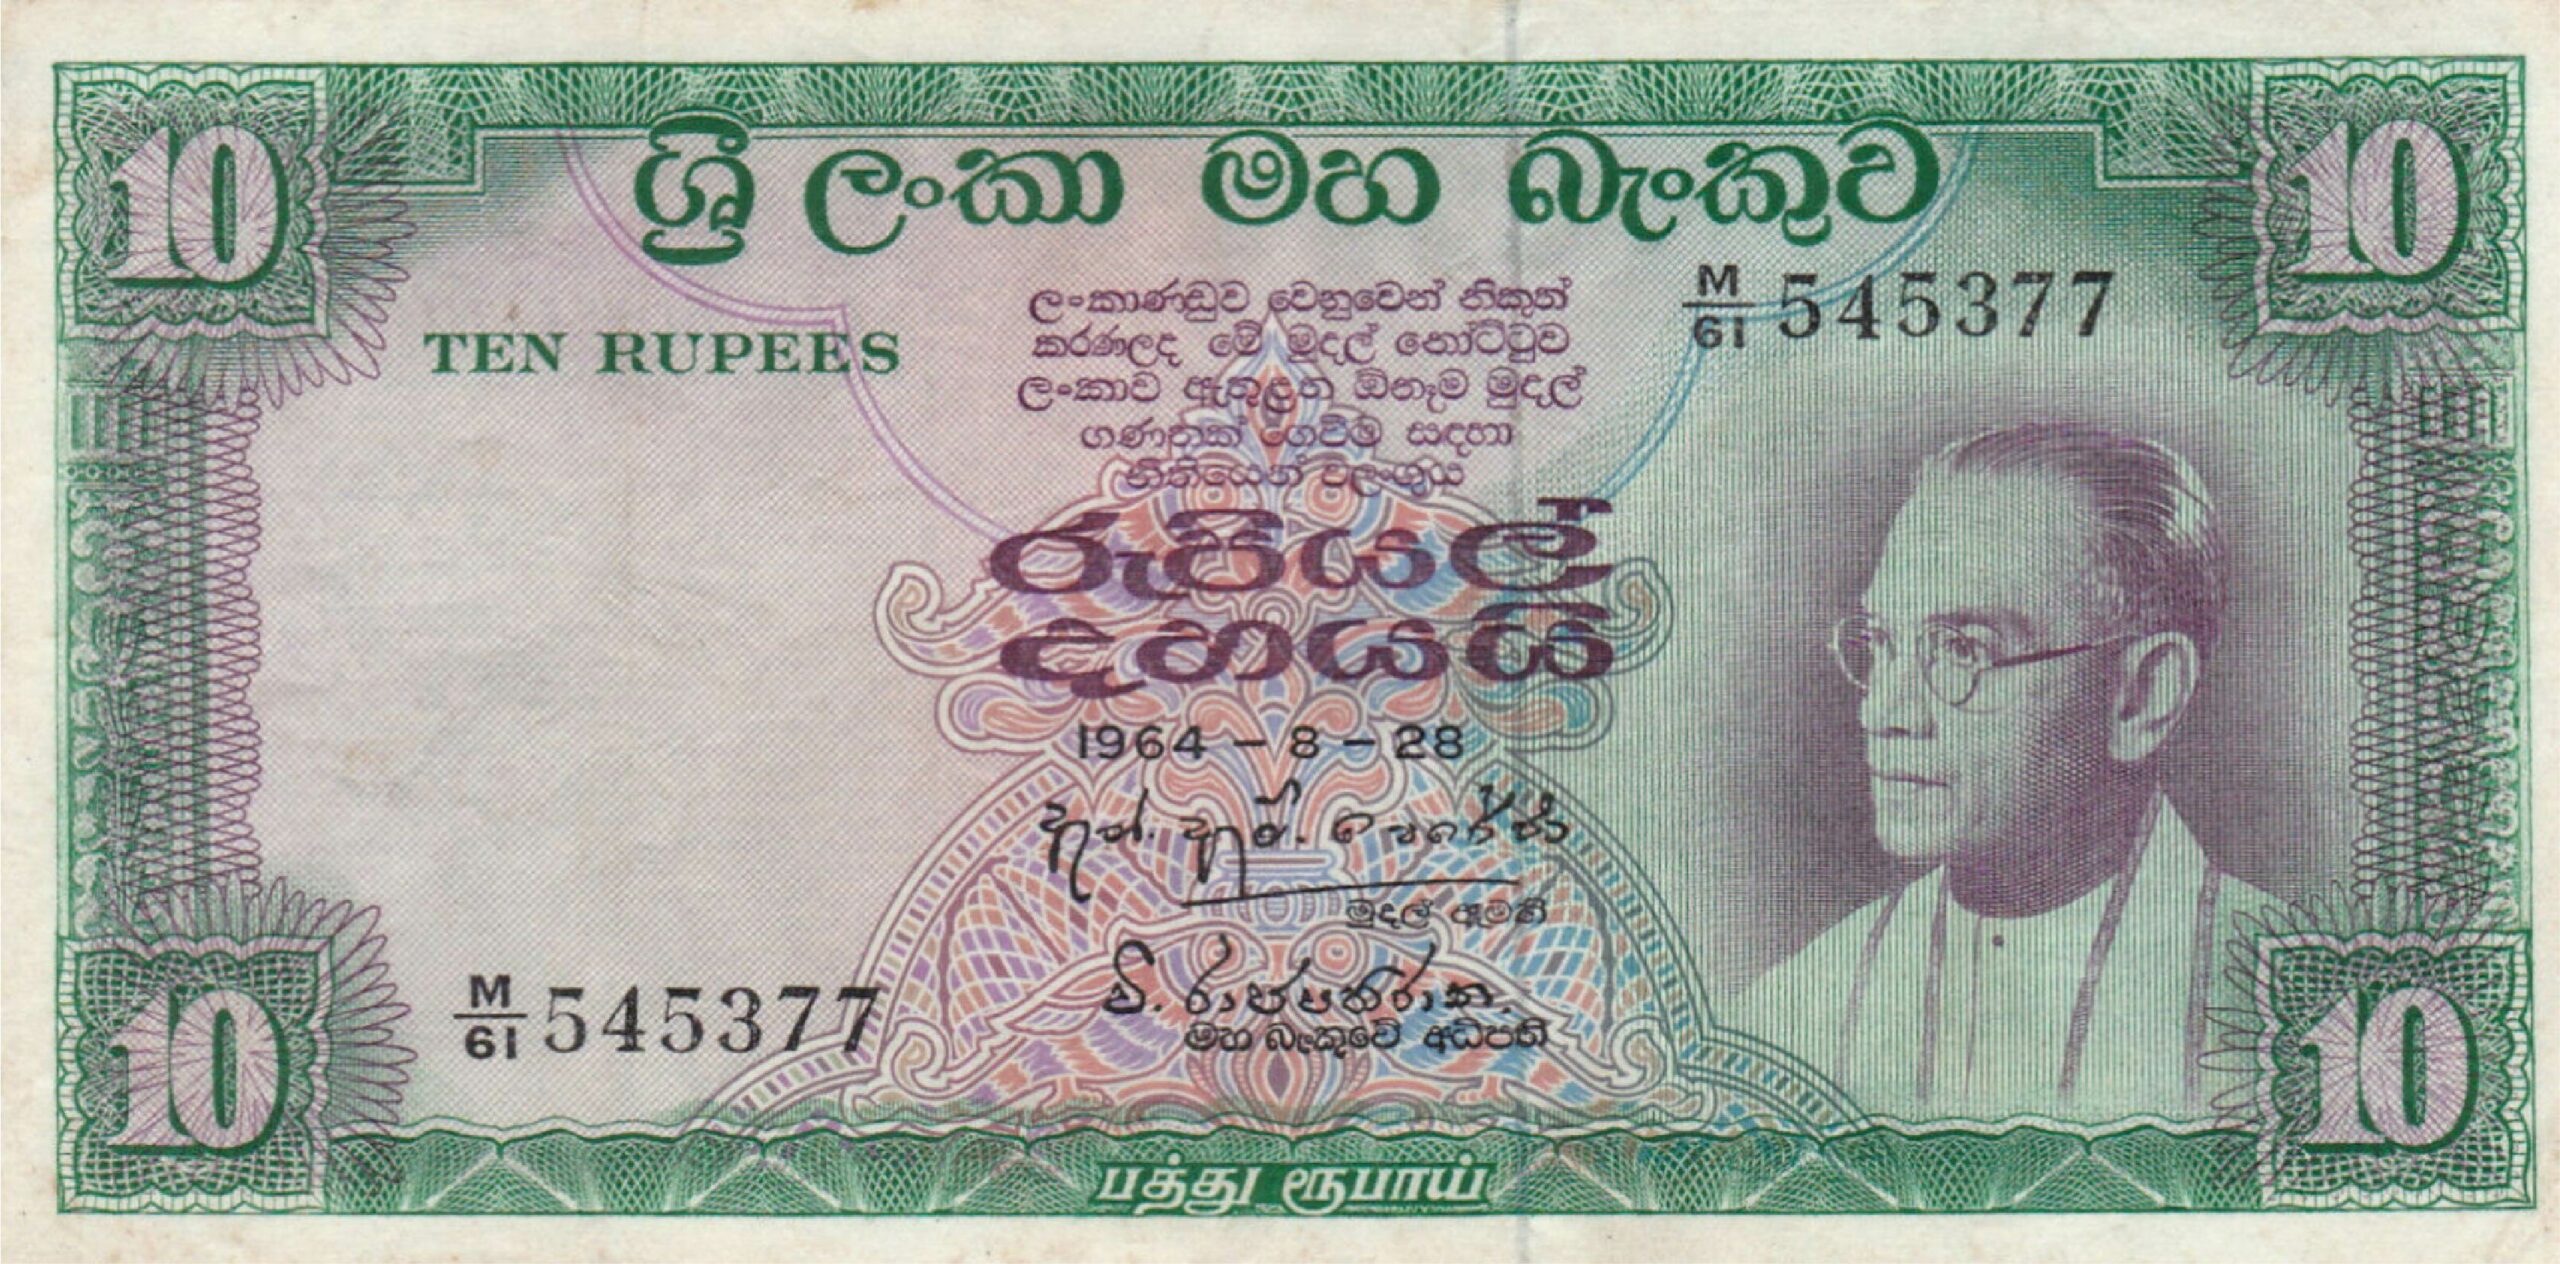 10
ශ්‍රී ලංකා මහ බැංකුව
10
TEN RUPEES
ලංකාණ්ඩුව වෙනුවෙන් නිකුත්
කරණලද මේ මුදල් නෝට්ටුව
ලංකාව ඇතුළත ඕනෑම මුදල්
ගණනක් ගෙවීම සඳහා
නීතියෙන් වලංගුය
M/61 545377
රුපියල්
දහයයි
1964-8-28
මුදල් ඇමති
M/61 545377
මහ බැංකුවේ අධිපති
10
பத்து ரூபாய்
10